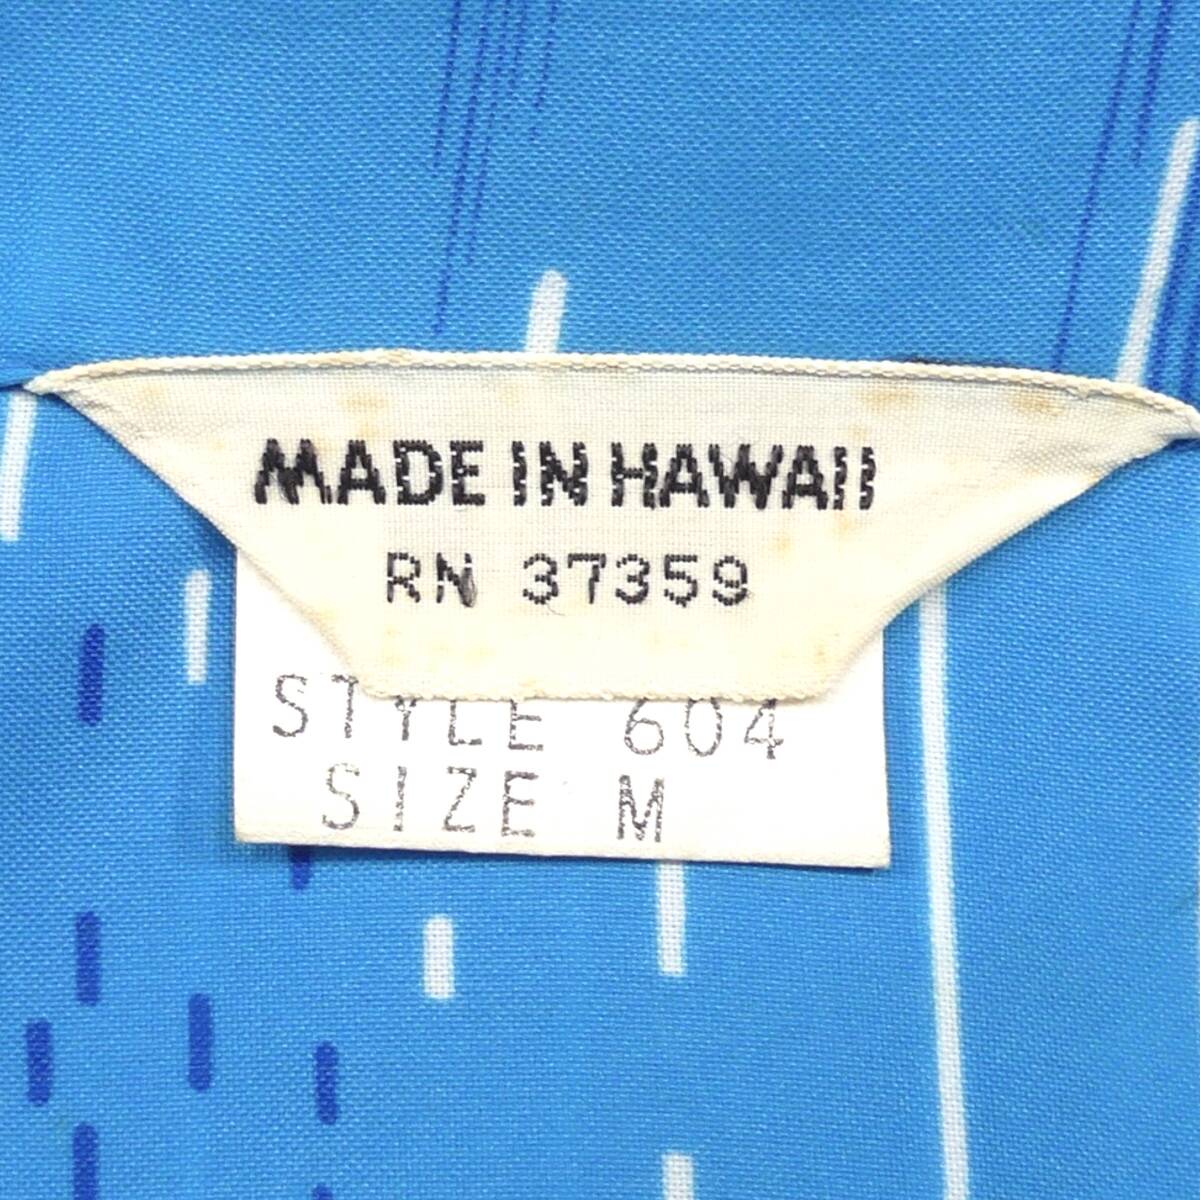 MADE IN HAWAII
RN 37359
STYLE 604
SIZE M